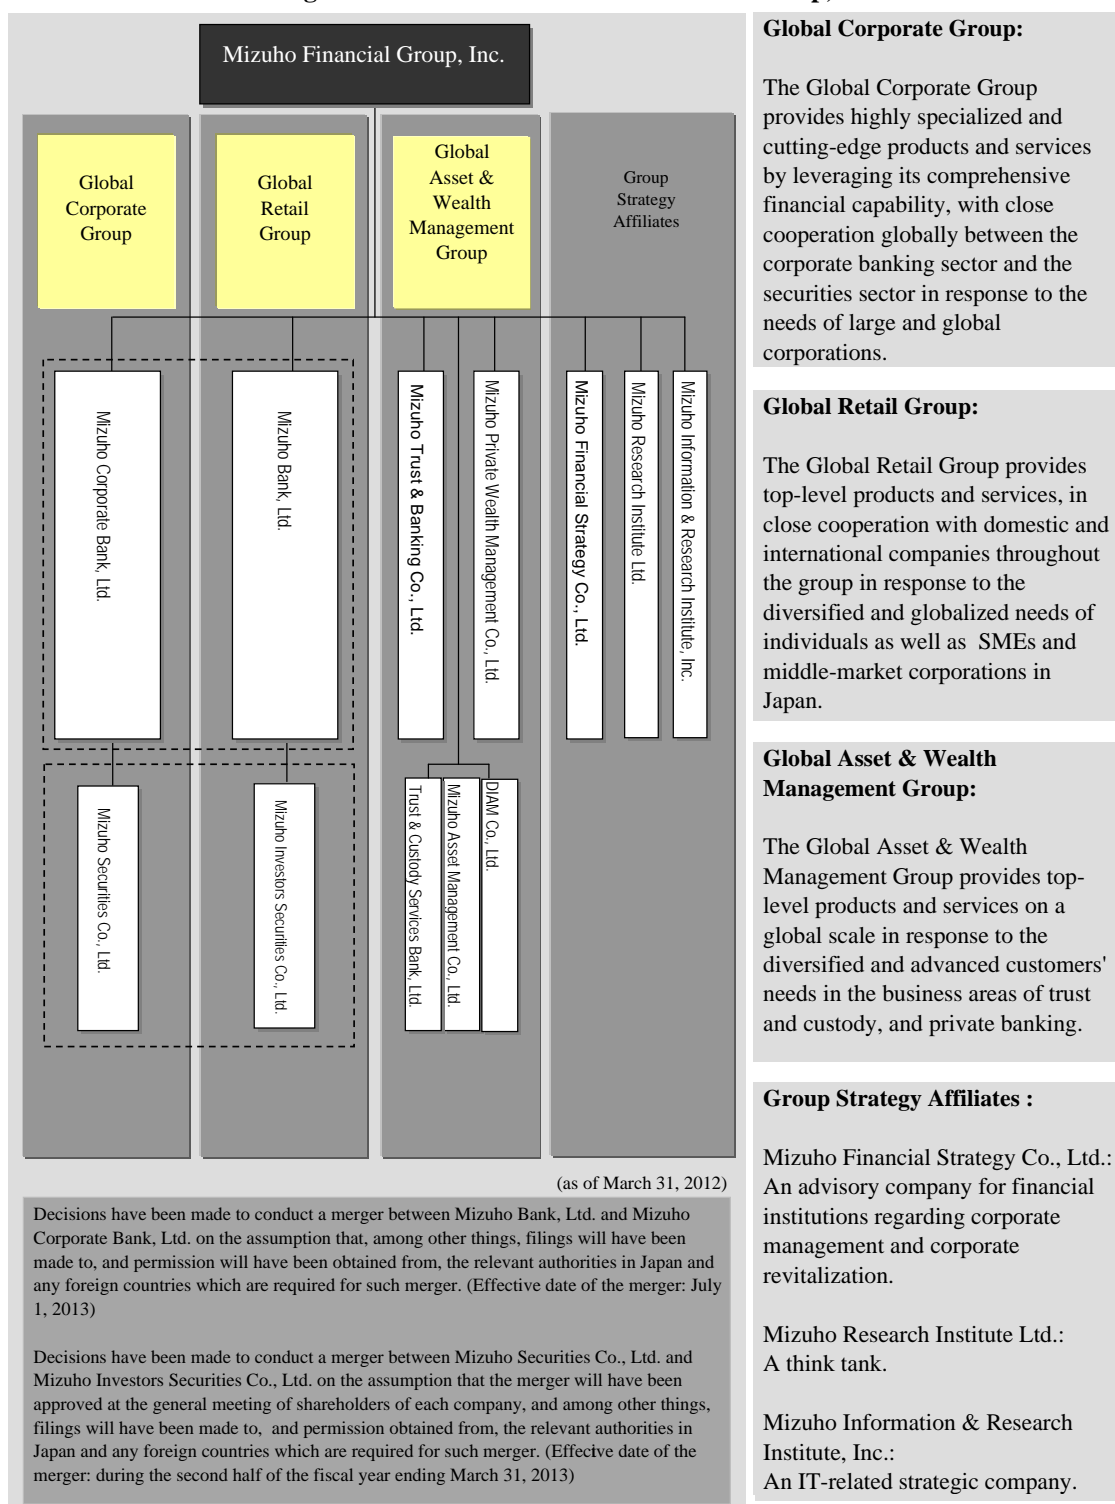 Mizuho Financial Group, Inc.
Global
Corporate
Group
Global
Retail
Group
Global
Asset &
Wealth
Management
Group
Group
Strategy
Affiliates
Mizuho Corporate Bank, Ltd.
Mizuho Bank, Ltd.
Mizuho Trust & Banking Co., Ltd.
Mizuho Private Wealth Management Co., Ltd.
Mizuho Financial Strategy Co., Ltd.
Mizuho Research Institute Ltd.
Mizuho Information & Research Institute, Inc.
Mizuho Securities Co., Ltd.
Mizuho Investors Securities Co., Ltd.
Trust & Custody Services Bank, Ltd.
Mizuho Asset Management Co., Ltd.
DIAM Co., Ltd.
(as of March 31, 2012)
Decisions have been made to conduct a merger between Mizuho Bank, Ltd. and Mizuho
Corporate Bank, Ltd. on the assumption that, among other things, filings will have been
made to, and permission will have been obtained from, the relevant authorities in Japan and
any foreign countries which are required for such merger. (Effective date of the merger: July
1, 2013)
Decisions have been made to conduct a merger between Mizuho Securities Co., Ltd. and
Mizuho Investors Securities Co., Ltd. on the assumption that the merger will have been
approved at the general meeting of shareholders of each company, and among other things,
filings will have been made to, and permission obtained from, the relevant authorities in
Japan and any foreign countries which are required for such merger. (Effective date of the
merger: during the second half of the fiscal year ending March 31, 2013)
Global Corporate Group:
The Global Corporate Group
provides highly specialized and
cutting-edge products and services
by leveraging its comprehensive
financial capability, with close
cooperation globally between the
corporate banking sector and the
securities sector in response to the
needs of large and global
corporations.
Global Retail Group:
The Global Retail Group provides
top-level products and services, in
close cooperation with domestic and
international companies throughout
the group in response to the
diversified and globalized needs of
individuals as well as SMEs and
middle-market corporations in
Japan.
Global Asset & Wealth
Management Group:
The Global Asset & Wealth
Management Group provides top-
level products and services on a
global scale in response to the
diversified and advanced customers'
needs in the business areas of trust
and custody, and private banking.
Group Strategy Affiliates :
Mizuho Financial Strategy Co., Ltd.:
An advisory company for financial
institutions regarding corporate
management and corporate
revitalization.
Mizuho Research Institute Ltd.:
A think tank.
Mizuho Information & Research
Institute, Inc.:
An IT-related strategic company.